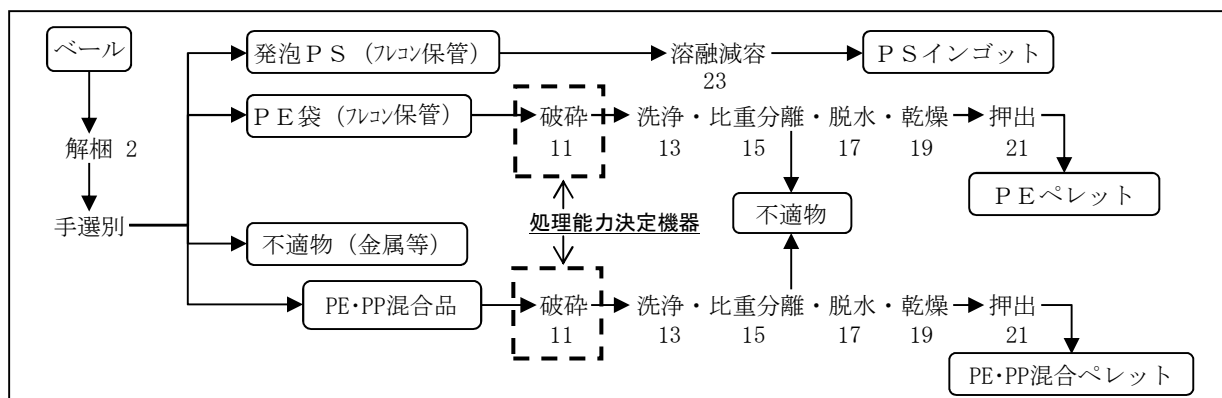 ベール
解梱 2
手選別
発泡ＰＳ (ﾌﾚｺﾝ保管)
溶融減容
23
ＰＳインゴット
ＰＥ袋 (ﾌﾚｺﾝ保管)
破砕
11
洗浄・比重分離・脱水・乾燥
13 15 17 19
押出
21
ＰＥペレット
処理能力決定機器
不適物
不適物 (金属等)
PE･PP混合品
破砕
11
洗浄・比重分離・脱水・乾燥
13 15 17 19
押出
21
PE･PP混合ペレット